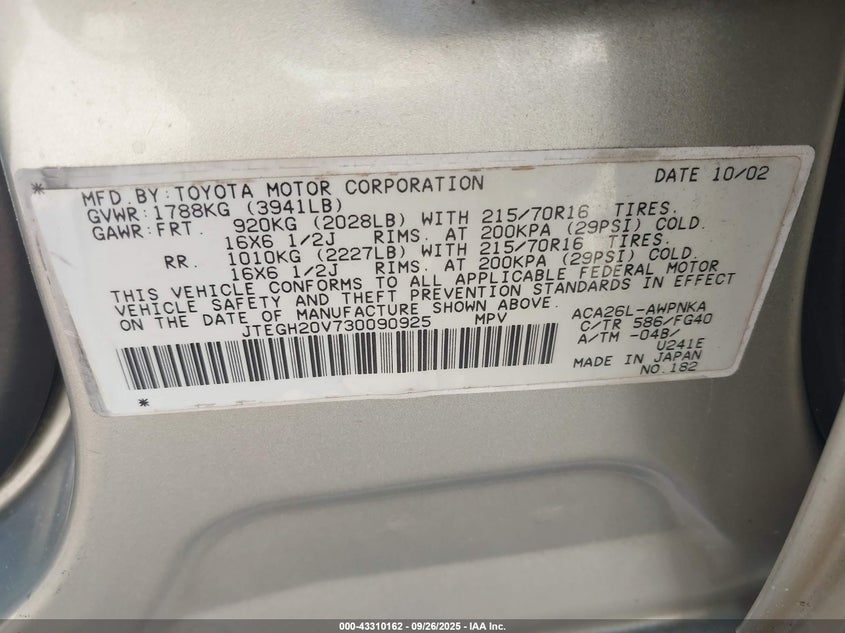 MFD.BY:TOYOTA MOTOR CORPORATION DATE 10/02
GVWR:1788KG (3941LB)
GAWR:FRT. 920KG (2028LB) WITH 215/70R16 TIRES.
16X6 1/2J RIMS. AT 200KPA (29PSI) COLD.
RR. 1010KG (2227LB) WITH 215/70R16 TIRES.
16X6 1/2J RIMS. AT 200KPA (29PSI) COLD.
THIS VEHICLE CONFORMS TO ALL APPLICABLE FEDERAL MOTOR
VEHICLE SAFETY AND THEFT PREVENTION STANDARDS IN EFFECT
ON THE DATE OF MANUFACTURE SHOWN ABOVE.
JTEGH20V730090925 MPV
ACA26L-AWPNKA
C/TR 586/FG40
A/TM -04B/
U241E
MADE IN JAPAN
NO.182
000-43310162 - 09/26/2025 - IAA Inc.